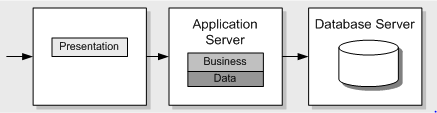 Presentation
Application
Server
Business
Data
Database Server